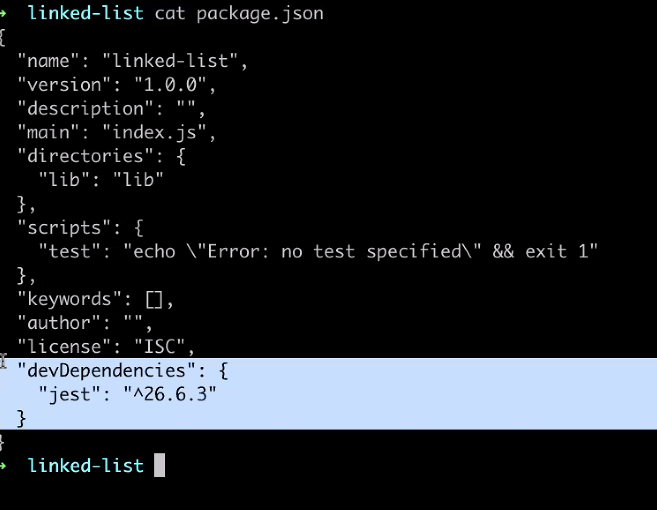 → linked-list cat package.json
{
  "name": "linked-list",
  "version": "1.0.0",
  "description": "",
  "main": "index.js",
  "directories": {
    "lib": "lib"
  },
  "scripts": {
    "test": "echo \"Error: no test specified\" && exit 1"
  },
  "keywords": [],
  "author": "",
  "license": "ISC",
  "devDependencies": {
    "jest": "^26.6.3"
  }
}
→ linked-list